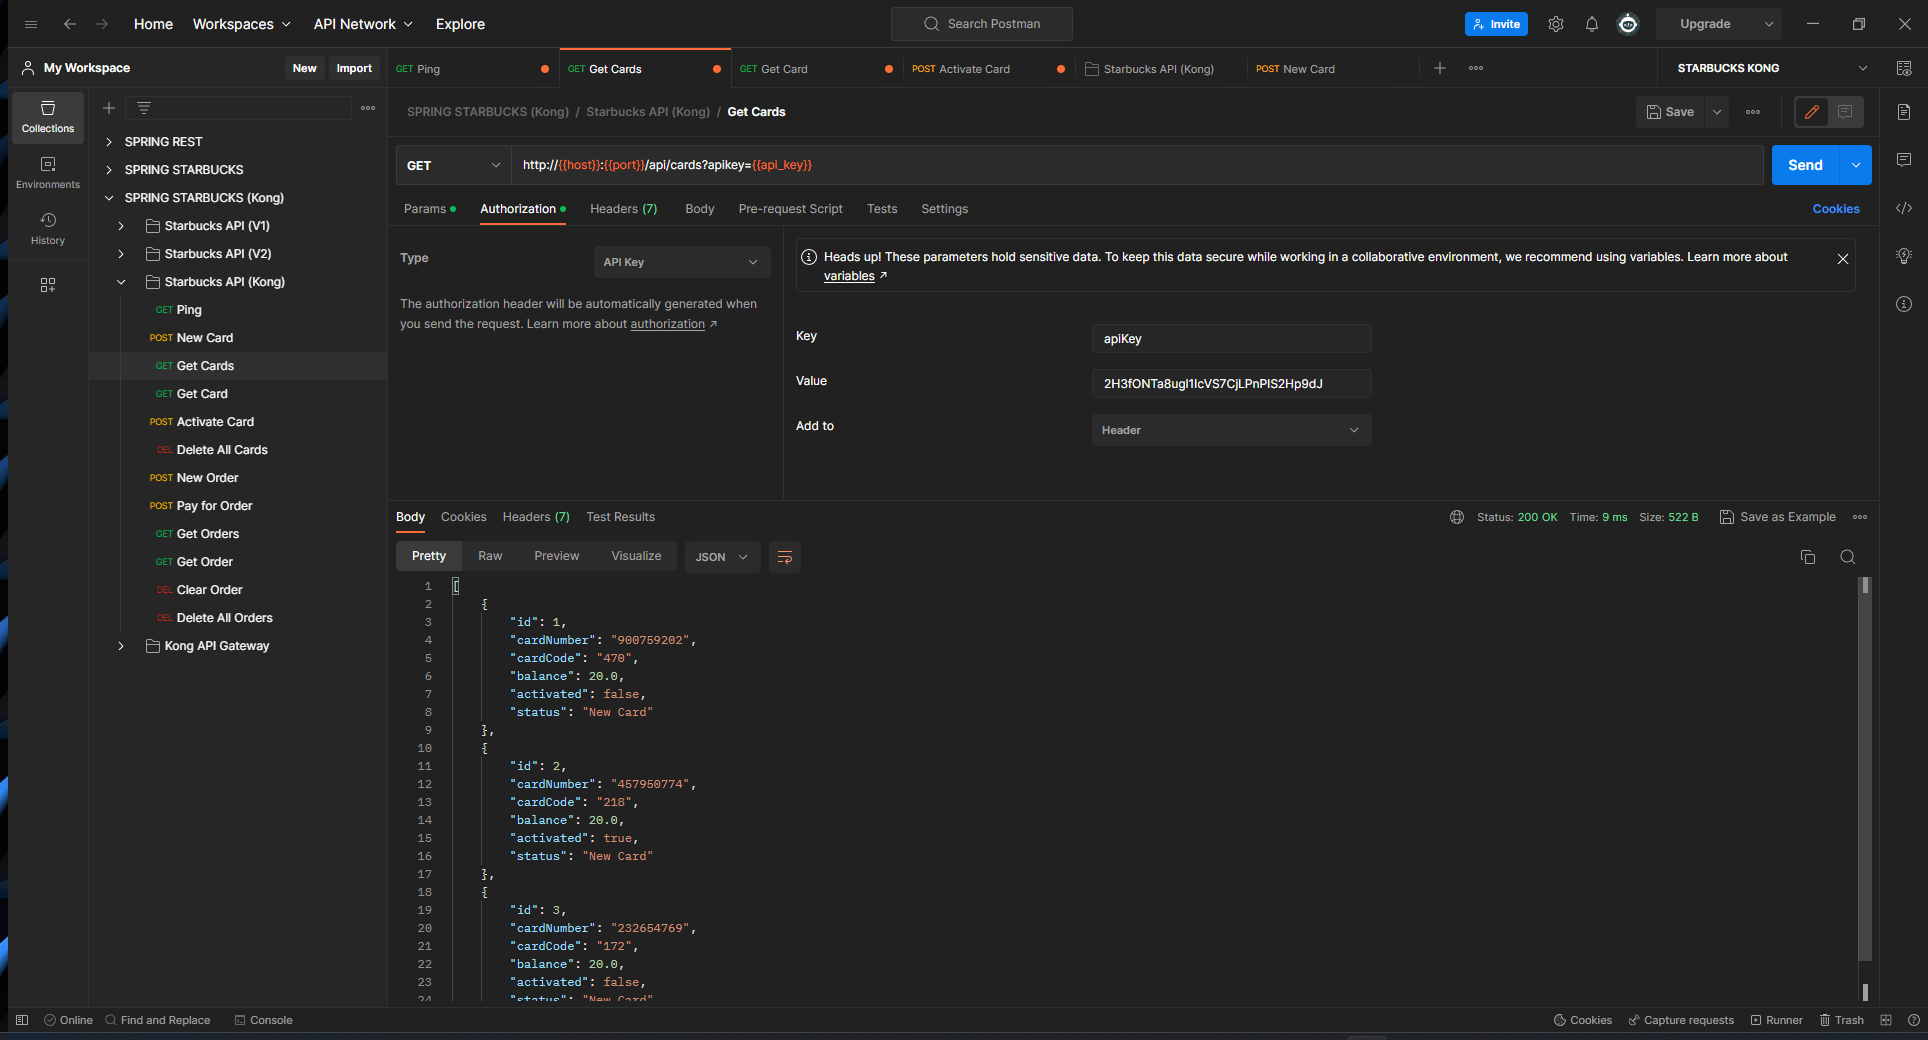 Home Workspaces API Network Explore Search Postman Invite Upgrade
My Workspace New Import GET Ping GET Get Cards GET Get Card POST Activate Card Starbucks API (Kong) POST New Card STARBUCKS KONG
Collections
Environments
History
SPRING REST
SPRING STARBUCKS
SPRING STARBUCKS (Kong)
Starbucks API (V1)
Starbucks API (V2)
Starbucks API (Kong)
GET Ping
POST New Card
GET Get Cards
GET Get Card
POST Activate Card
DEL Delete All Cards
POST New Order
POST Pay for Order
GET Get Orders
GET Get Order
DEL Clear Order
DEL Delete All Orders
Kong API Gateway
SPRING STARBUCKS (Kong) / Starbucks API (Kong) / Get Cards Save
GET http://{{host}}:{{port}}/api/cards?apikey={{api_key}} Send
Params Authorization Headers (7) Body Pre-request Script Tests Settings Cookies
Type API Key
The authorization header will be automatically generated when
you send the request. Learn more about authorization ↗
Heads up! These parameters hold sensitive data. To keep this data secure while working in a collaborative environment, we recommend using variables. Learn more about
variables ↗
Key apiKey
Value 2H3fONTa8ugl1IcVS7CjLPnPIS2Hp9dJ
Add to Header
Body Cookies Headers (7) Test Results Status: 200 OK Time: 9 ms Size: 522 B Save as Example
Pretty Raw Preview Visualize JSON
1 [
2 {
3 "id": 1,
4 "cardNumber": "900759202",
5 "cardCode": "470",
6 "balance": 20.0,
7 "activated": false,
8 "status": "New Card"
9 },
10 {
11 "id": 2,
12 "cardNumber": "457950774",
13 "cardCode": "218",
14 "balance": 20.0,
15 "activated": true,
16 "status": "New Card"
17 },
18 {
19 "id": 3,
20 "cardNumber": "232654769",
21 "cardCode": "172",
22 "balance": 20.0,
23 "activated": false,
24 "status": "New Card"
Online Find and Replace Console Cookies Capture requests Runner Trash